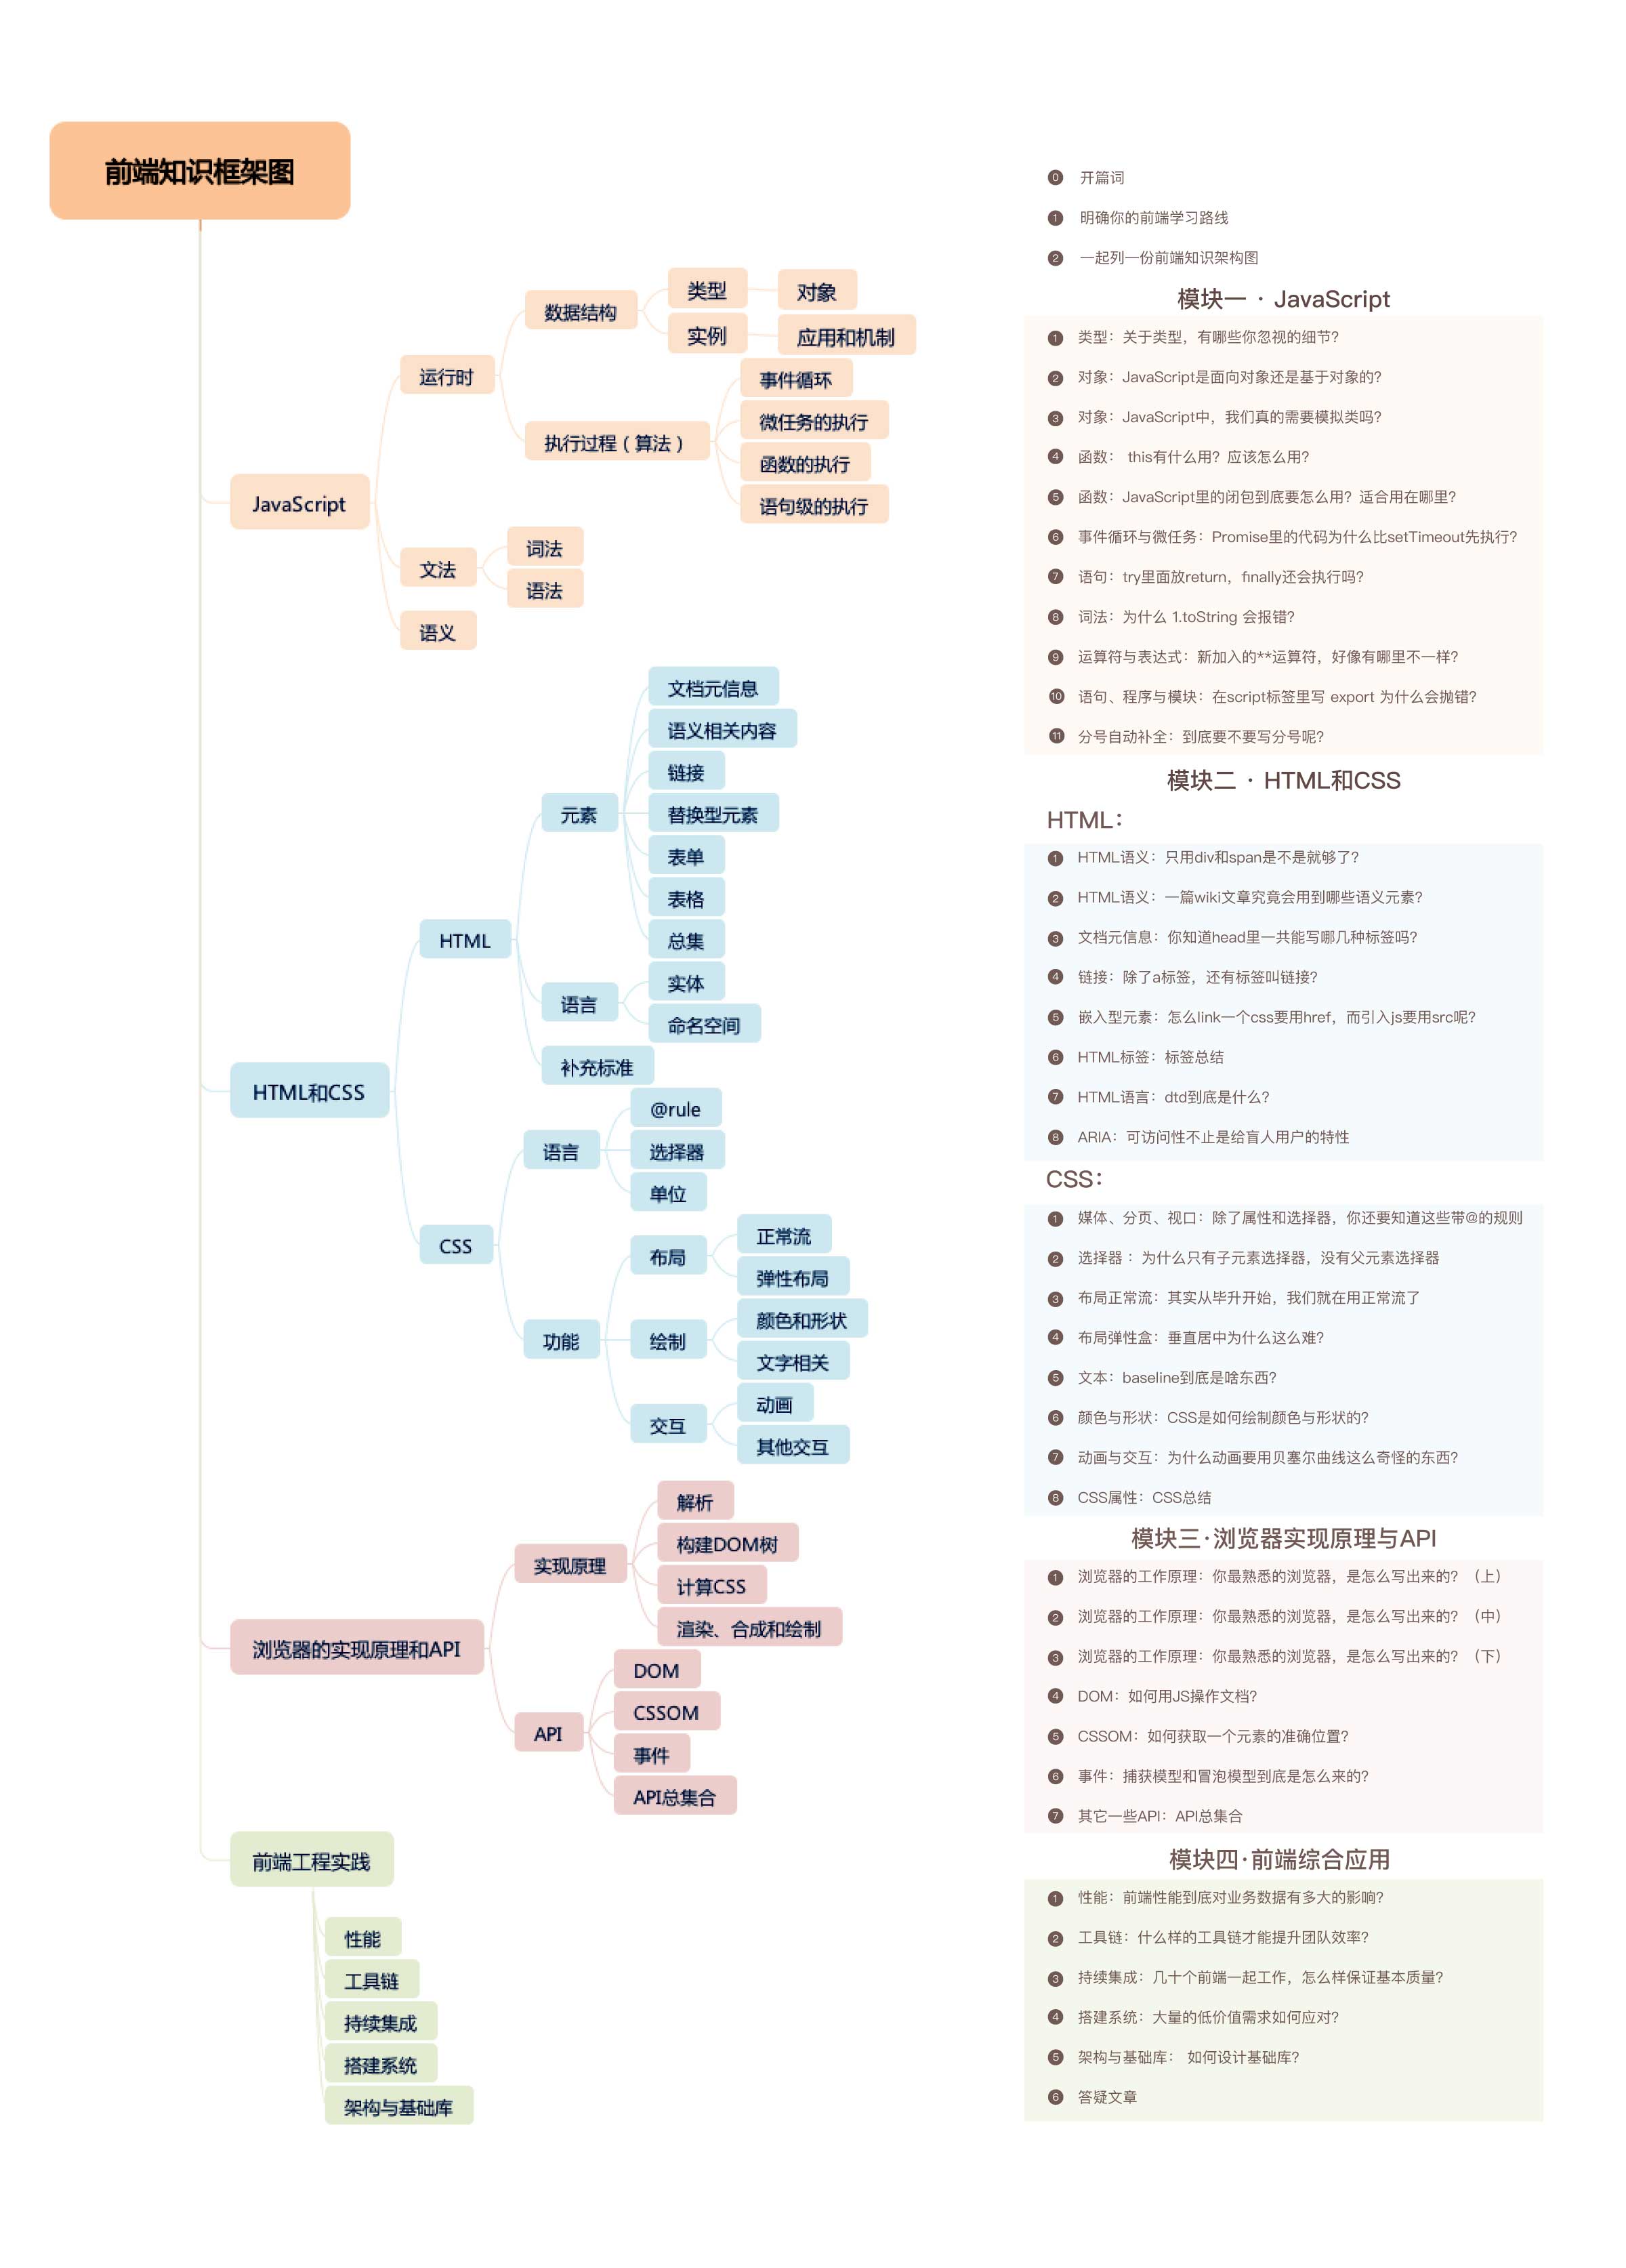 前端知识框架图
JavaScript
运行时
数据结构
类型
对象
实例
应用和机制
执行过程（算法）
事件循环
微任务的执行
函数的执行
语句级的执行
文法
词法
语法
语义
HTML和CSS
HTML
元素
文档元信息
语义相关内容
链接
替换型元素
表单
表格
总集
语言
实体
命名空间
补充标准
CSS
语言
@rule
选择器
单位
功能
布局
正常流
弹性布局
绘制
颜色和形状
文字相关
交互
动画
其他交互
浏览器的实现原理和API
实现原理
解析
构建DOM树
计算CSS
渲染、合成和绘制
API
DOM
CSSOM
事件
API总集合
前端工程实践
性能
工具链
持续集成
搭建系统
架构与基础库
0 开篇词
1 明确你的前端学习路线
2 一起列一份前端知识架构图
模块一 · JavaScript
1 类型：关于类型，有哪些你忽视的细节？
2 对象：JavaScript是面向对象还是基于对象的？
3 对象：JavaScript中，我们真的需要模拟类吗？
4 函数： this有什么用？应该怎么用？
5 函数：JavaScript里的闭包到底要怎么用？适合用在哪里？
6 事件循环与微任务：Promise里的代码为什么比setTimeout先执行？
7 语句：try里面放return，finally还会执行吗？
8 词法：为什么 1.toString 会报错？
9 运算符与表达式：新加入的**运算符，好像有哪里不一样？
10 语句、程序与模块：在script标签里写 export 为什么会抛错？
11 分号自动补全：到底要不要写分号呢？
模块二 · HTML和CSS
HTML：
1 HTML语义：只用div和span是不是就够了？
2 HTML语义：一篇wiki文章究竟会用到哪些语义元素？
3 文档元信息：你知道head里一共能写哪几种标签吗？
4 链接：除了a标签，还有标签叫链接？
5 嵌入型元素：怎么link一个css要用href，而引入js要用src呢？
6 HTML标签：标签总结
7 HTML语言：dtd到底是什么？
8 ARIA：可访问性不止是给盲人用户的特性
CSS：
1 媒体、分页、视口：除了属性和选择器，你还要知道这些带@的规则
2 选择器 ：为什么只有子元素选择器，没有父元素选择器
3 布局正常流：其实从毕升开始，我们就在用正常流了
4 布局弹性盒：垂直居中为什么这么难？
5 文本：baseline到底是啥东西？
6 颜色与形状：CSS是如何绘制颜色与形状的？
7 动画与交互：为什么动画要用贝塞尔曲线这么奇怪的东西？
8 CSS属性：CSS总结
模块三·浏览器实现原理与API
1 浏览器的工作原理：你最熟悉的浏览器，是怎么写出来的？（上）
2 浏览器的工作原理：你最熟悉的浏览器，是怎么写出来的？（中）
3 浏览器的工作原理：你最熟悉的浏览器，是怎么写出来的？（下）
4 DOM：如何用JS操作文档？
5 CSSOM：如何获取一个元素的准确位置？
6 事件：捕获模型和冒泡模型到底是怎么来的？
7 其它一些API：API总集合
模块四·前端综合应用
1 性能：前端性能到底对业务数据有多大的影响？
2 工具链：什么样的工具链才能提升团队效率？
3 持续集成：几十个前端一起工作，怎么样保证基本质量？
4 搭建系统：大量的低价值需求如何应对？
5 架构与基础库： 如何设计基础库？
6 答疑文章